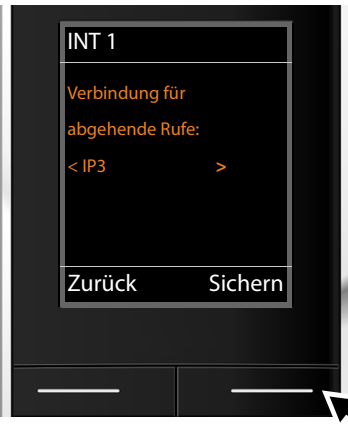 INT 1
Verbindung für
abgehende Rufe:
< IP3 >
Zurück Sichern